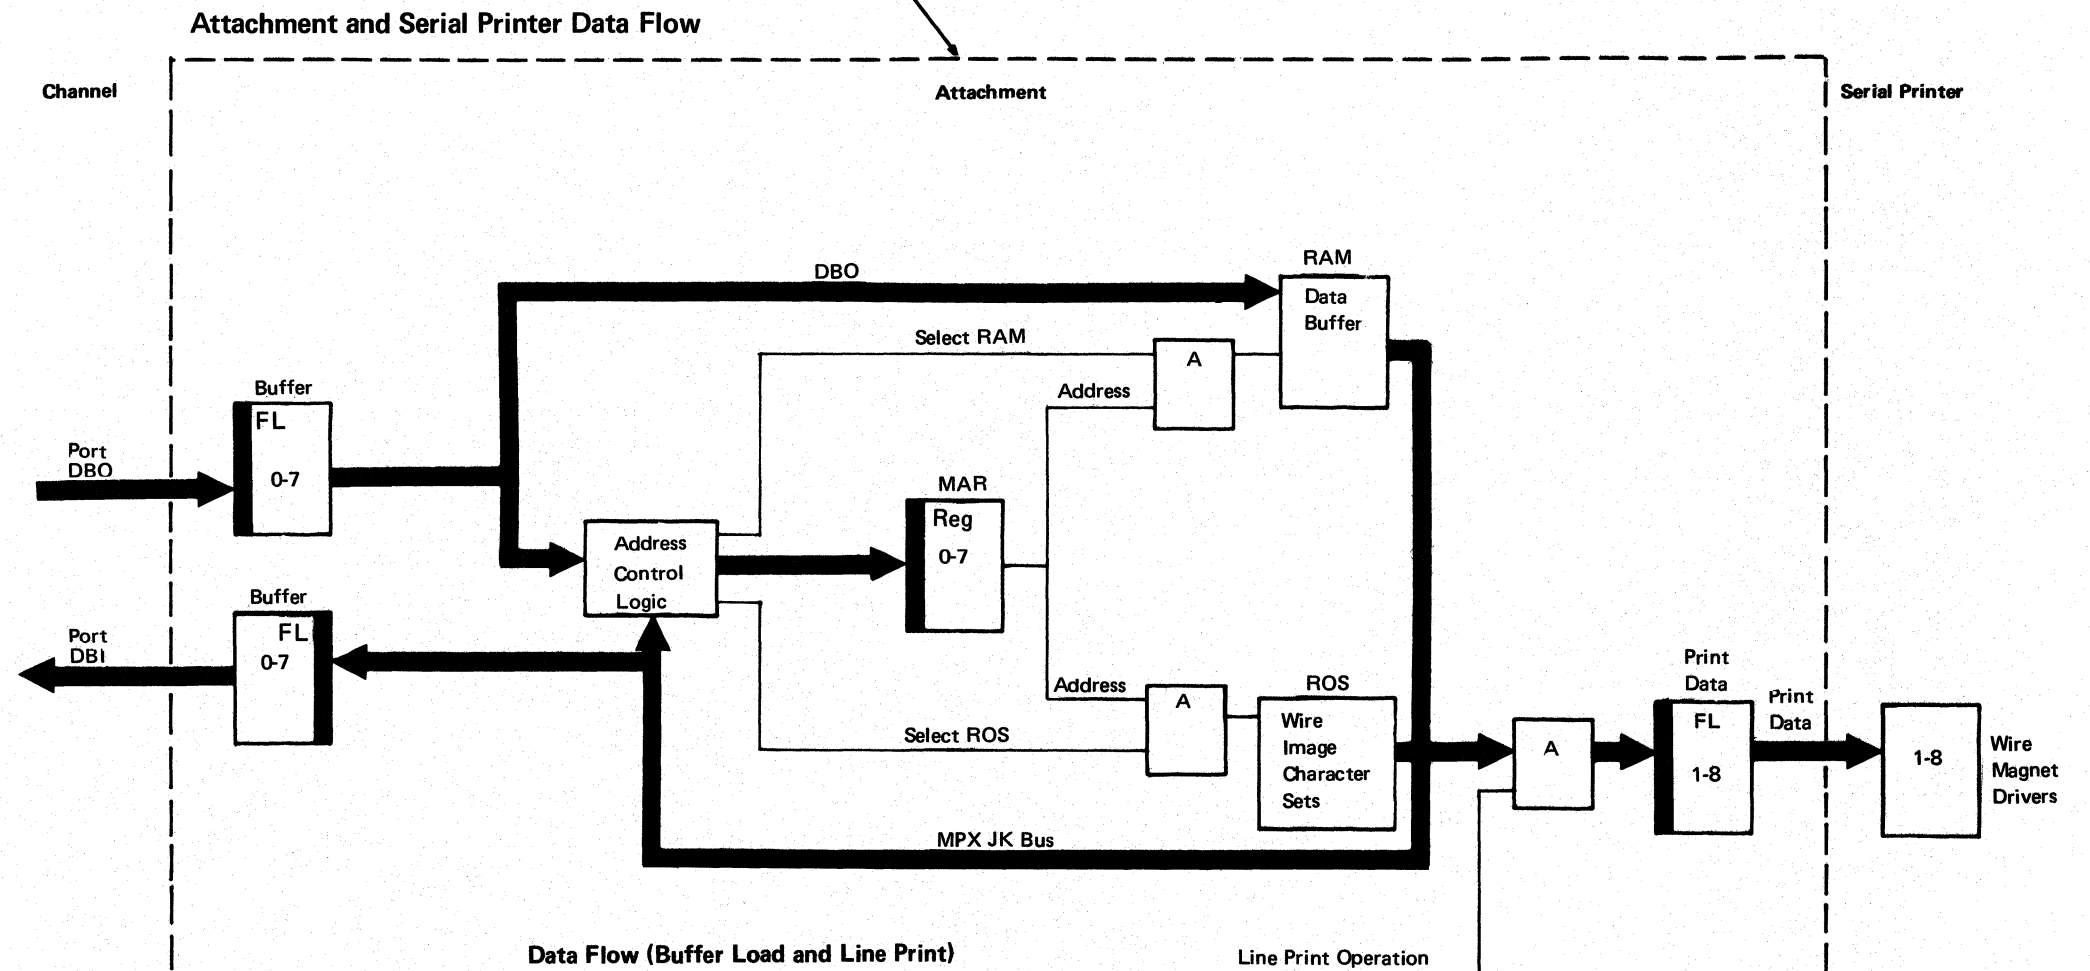 Attachment and Serial Printer Data Flow
Channel
Attachment
Serial Printer
DBO
RAM
Data
Buffer
Select RAM
A
Address
Buffer
FL
0-7
Port
DBO
MAR
Reg
0-7
Address
Control
Logic
Buffer
FL
0-7
Port
DBI
Address
A
Select ROS
ROS
Wire
Image
Character
Sets
A
Print
Data
FL
1-8
Print
Data
1-8
Wire
Magnet
Drivers
MPX JK Bus
Data Flow (Buffer Load and Line Print)
Line Print Operation